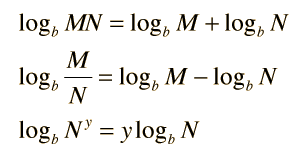 log_b MN = log_b M + log_b N
log_b M/N = log_b M − log_b N
log_b N^y = y log_b N